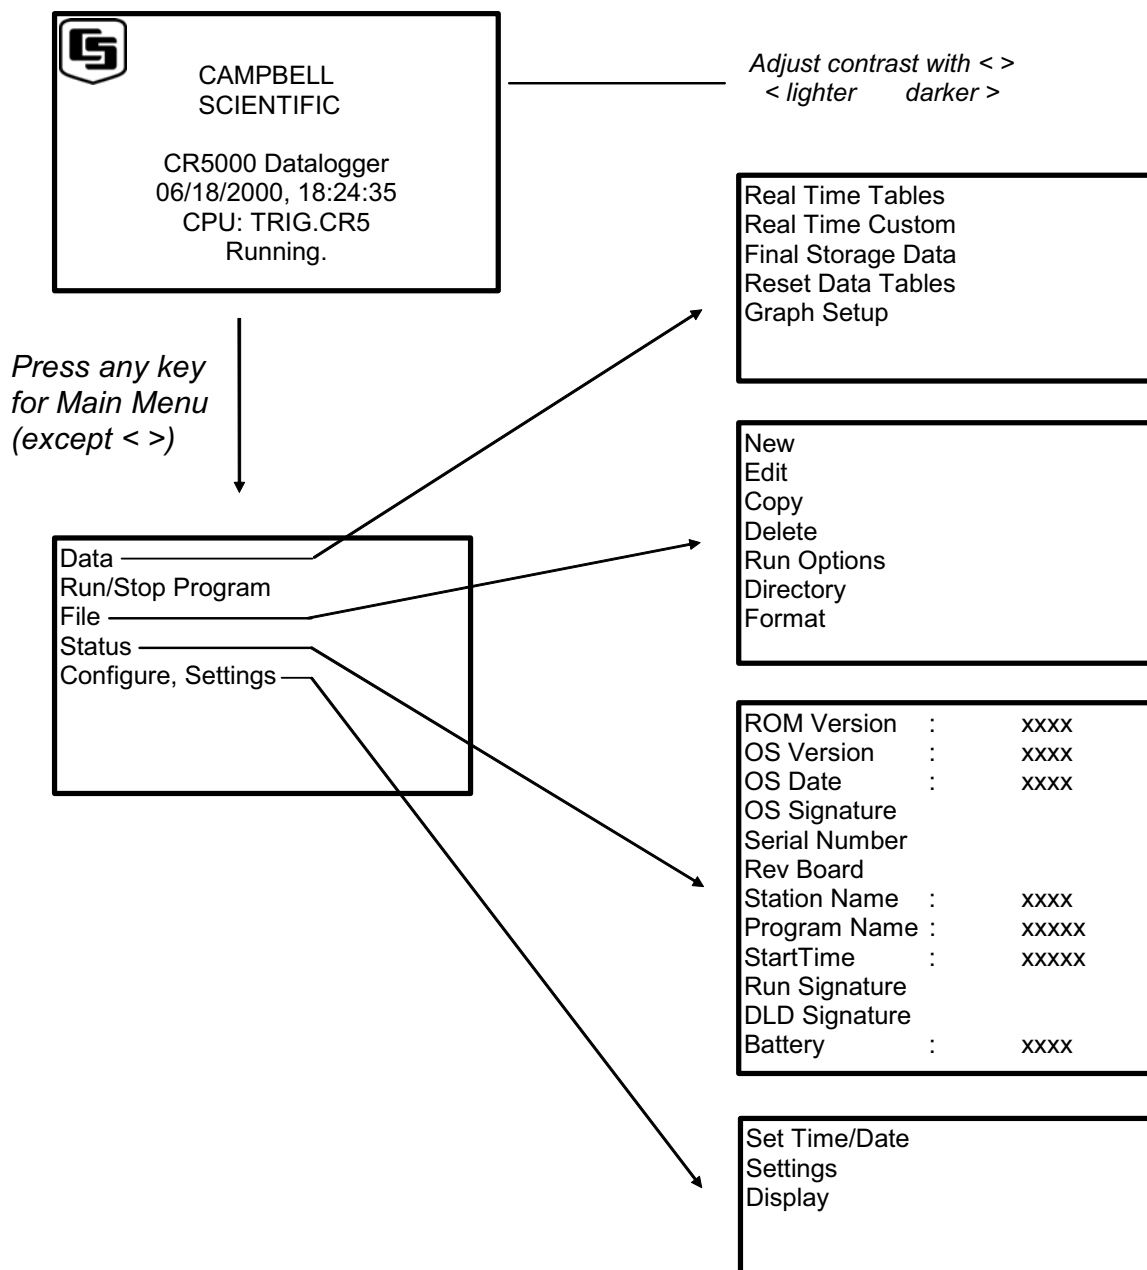 CAMPBELL
SCIENTIFIC
CR5000 Datalogger
06/18/2000, 18:24:35
CPU: TRIG.CR5
Running.
Adjust contrast with < >
< lighter darker >
Press any key
for Main Menu
(except < >)
Data
Run/Stop Program
File
Status
Configure, Settings
Real Time Tables
Real Time Custom
Final Storage Data
Reset Data Tables
Graph Setup
New
Edit
Copy
Delete
Run Options
Directory
Format
ROM Version : xxxx
OS Version : xxxx
OS Date : xxxx
OS Signature
Serial Number
Rev Board
Station Name : xxxx
Program Name : xxxxx
StartTime : xxxxx
Run Signature
DLD Signature
Battery : xxxx
Set Time/Date
Settings
Display